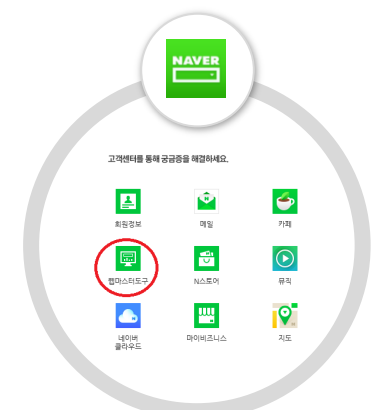 NAVER
고객센터를 통해 궁금증을 해결하세요.
회원정보 메일 카페
웹마스터도구 N스토어 뮤직
네이버 마이비즈니스 지도
클라우드